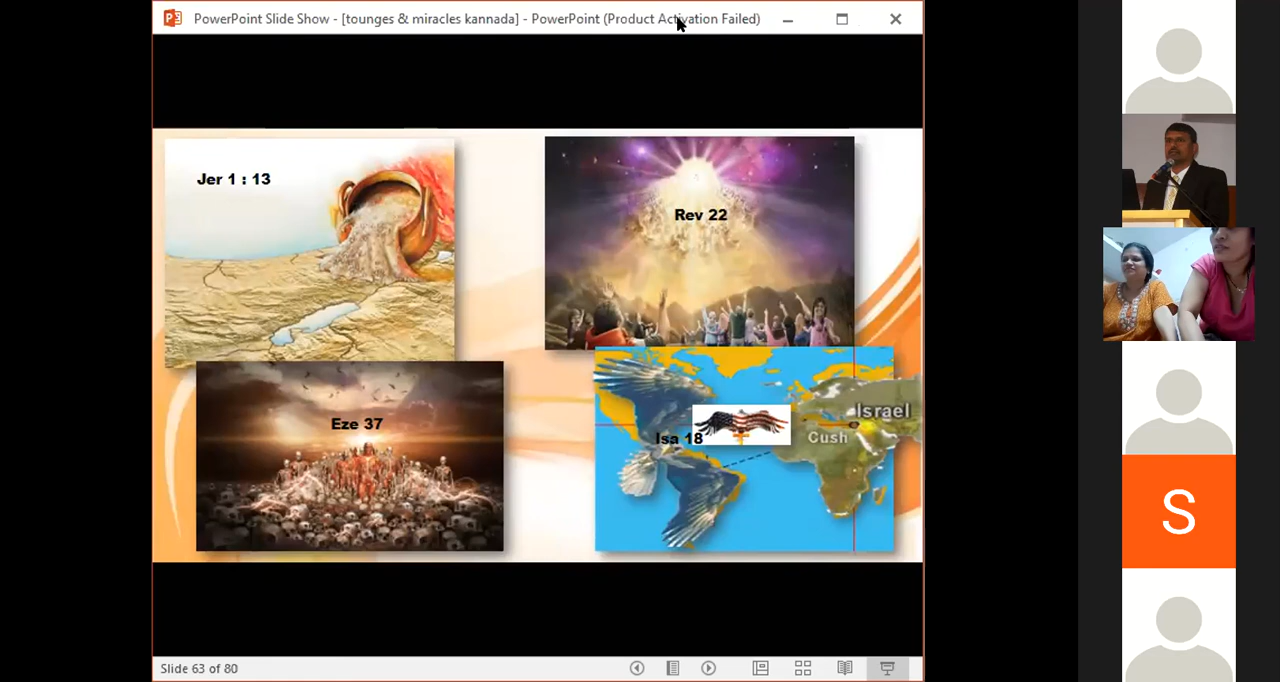 PowerPoint Slide Show - [tounges & miracles kannada] - PowerPoint (Product Activation Failed)
Jer 1 : 13
Rev 22
Eze 37
Isa 18
Israel
Cush
S
Slide 63 of 80